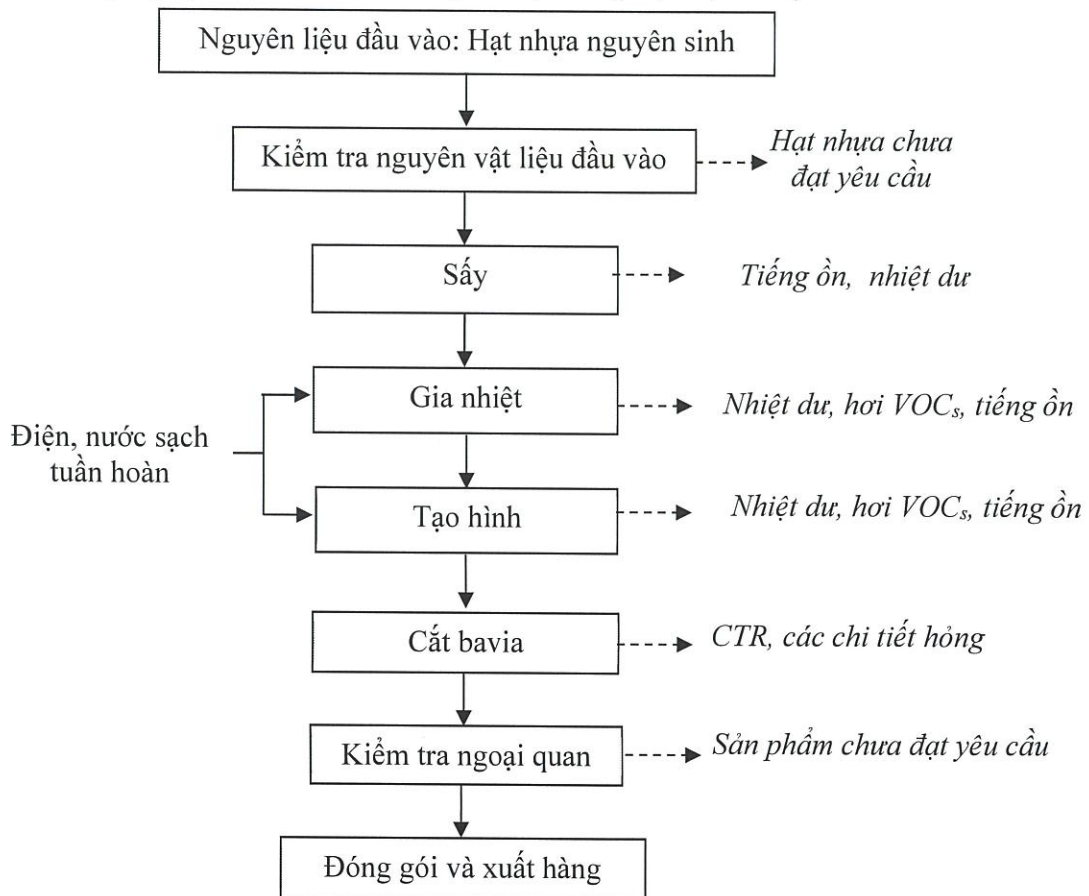 Nguyên liệu đầu vào: Hạt nhựa nguyên sinh
Kiểm tra nguyên vật liệu đầu vào
Hạt nhựa chưa
đạt yêu cầu
Sấy
Tiếng ồn, nhiệt dư
Gia nhiệt
Nhiệt dư, hơi VOCs, tiếng ồn
Điện, nước sạch
tuần hoàn
Tạo hình
Nhiệt dư, hơi VOCs, tiếng ồn
Cắt bavia
CTR, các chi tiết hỏng
Kiểm tra ngoại quan
Sản phẩm chưa đạt yêu cầu
Đóng gói và xuất hàng